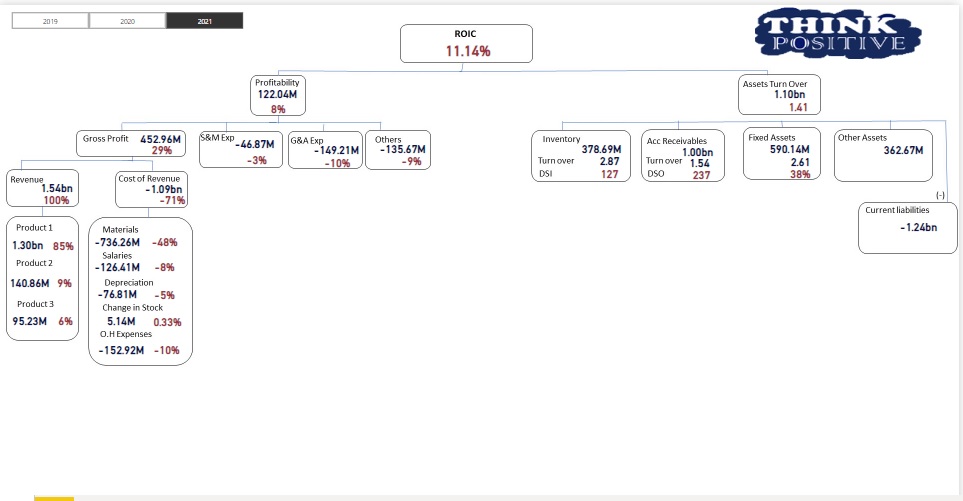 2019 2020 2021
THINK
POSITIVE
ROIC
11.14%
Profitability
122.04M
8%
Assets Turn Over
1.10bn
1.41
Gross Profit 452.96M
29%
S&M Exp
-46.87M
-3%
G&A Exp
-149.21M
-10%
Others
-135.67M
-9%
Inventory
378.69M
Turn over 2.87
DSI 127
Acc Receivables
1.00bn
Turn over 1.54
DSO 237
Fixed Assets
590.14M
2.61
38%
Other Assets
362.67M
(-)
Current liabilities
-1.24bn
Revenue
1.54bn
100%
Cost of Revenue
-1.09bn
-71%
Product 1
1.30bn 85%
Product 2
140.86M 9%
Product 3
95.23M 6%
Materials
-736.26M -48%
Salaries
-126.41M -8%
Depreciation
-76.81M -5%
Change in Stock
5.14M 0.33%
O.H Expenses
-152.92M -10%